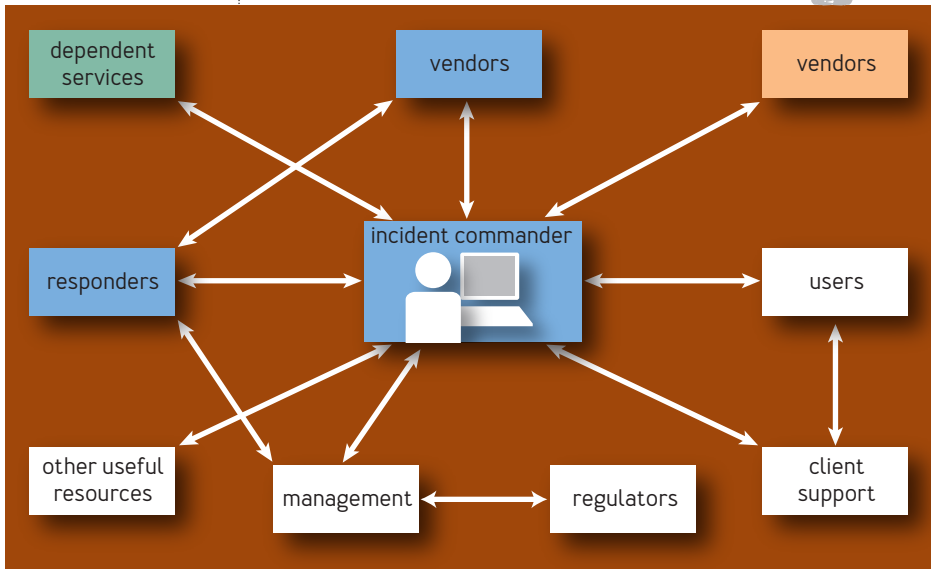 dependent
services
vendors
vendors
incident commander
responders
users
other useful
resources
management
regulators
client
support